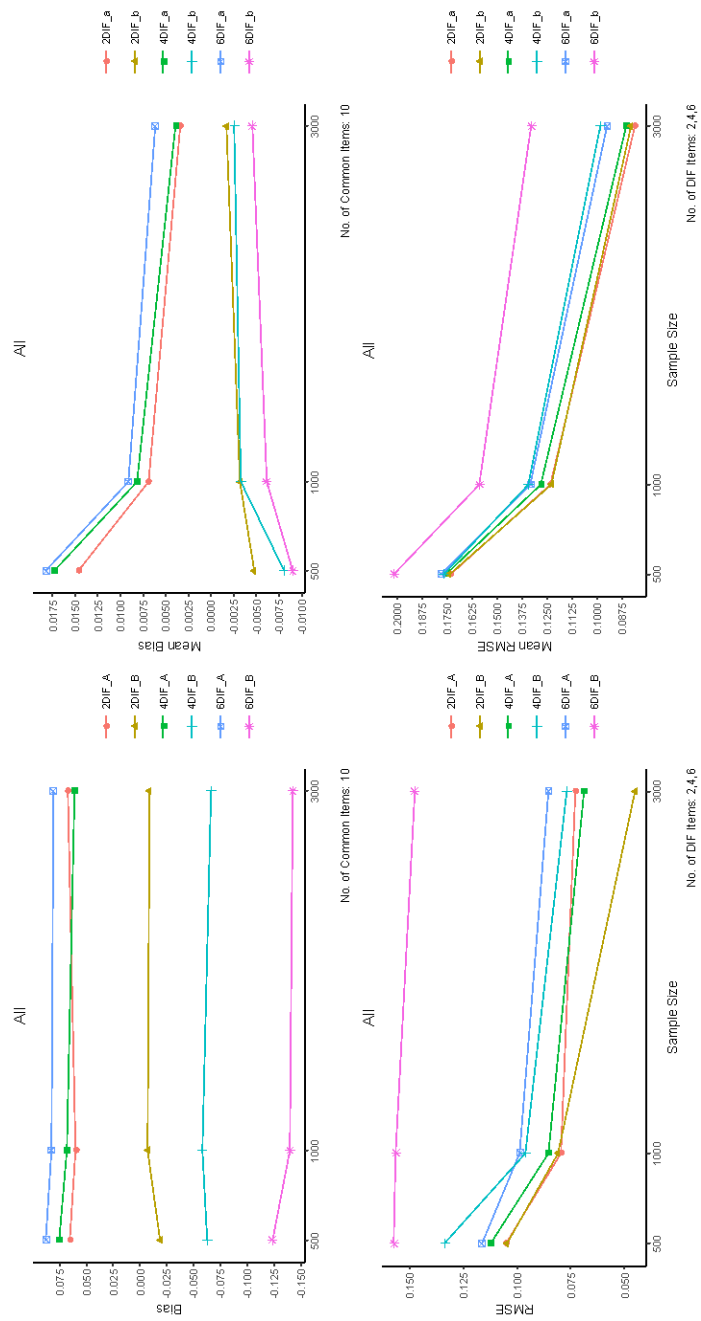 All
Bias
0.075
0.050
0.025
0.000
-0.025
-0.050
-0.075
-0.100
-0.125
-0.150
500
1000
3000
No. of Common Items: 10
2DIF_A
2DIF_B
4DIF_A
4DIF_B
6DIF_A
6DIF_B
All
Mean Bias
0.0175
0.0150
0.0125
0.0100
0.0075
0.0050
0.0025
0.0000
-0.0025
-0.0050
-0.0075
-0.0100
500
1000
3000
No. of Common Items: 10
2DIF_a
2DIF_b
4DIF_a
4DIF_b
6DIF_a
6DIF_b
All
RMSE
0.150
0.125
0.100
0.075
0.050
500
1000
3000
Sample Size
No. of DIF Items: 2,4,6
2DIF_A
2DIF_B
4DIF_A
4DIF_B
6DIF_A
6DIF_B
All
Mean RMSE
0.2000
0.1875
0.1750
0.1625
0.1500
0.1375
0.1250
0.1125
0.1000
0.0875
500
1000
3000
Sample Size
No. of DIF Items: 2,4,6
2DIF_a
2DIF_b
4DIF_a
4DIF_b
6DIF_a
6DIF_b